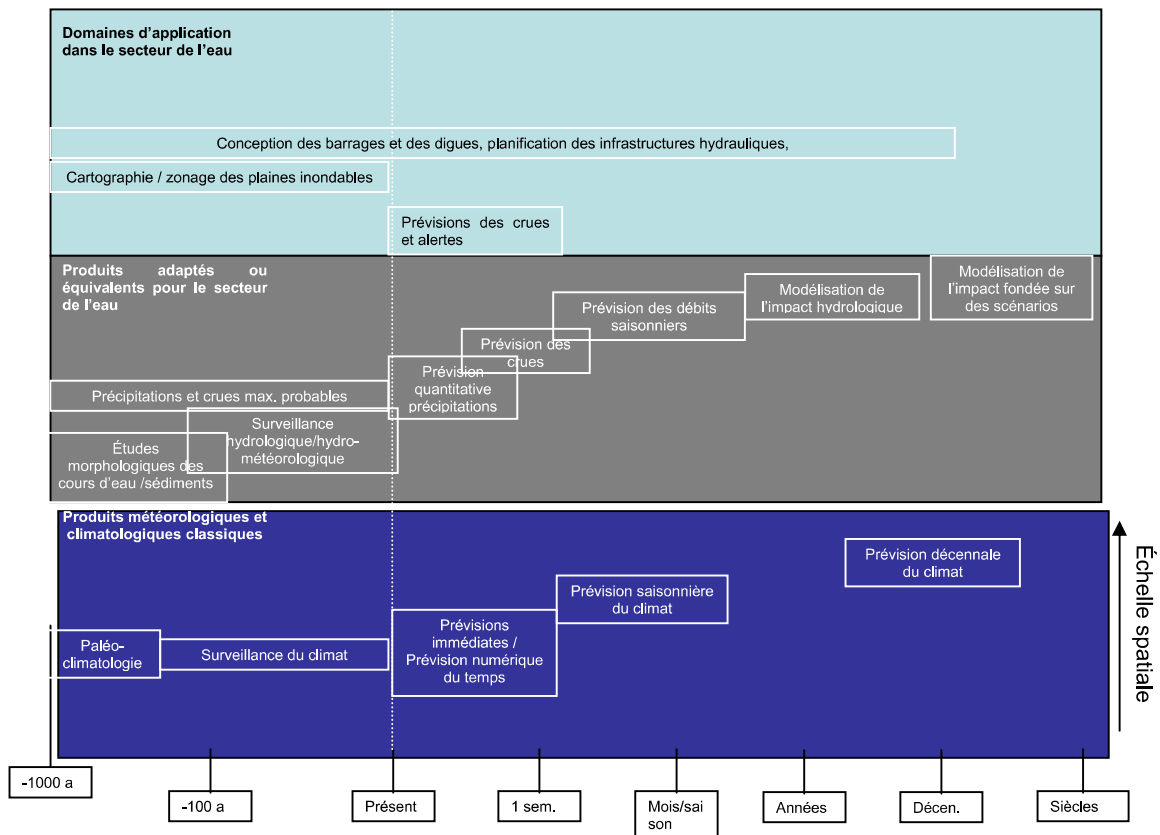 Domaines d'application
dans le secteur de l'eau
Conception des barrages et des digues, planification des infrastructures hydrauliques,
Cartographie / zonage des plaines inondables
Prévisions des crues
et alertes
Produits adaptés ou
équivalents pour le secteur
de l'eau
Modélisation de
l'impact fondée sur
des scénarios
Modélisation de
l'impact hydrologique
Prévision des débits
saisonniers
Prévision des
crues
Prévision
quantitative
précipitations
Précipitations et crues max. probables
Surveillance
hydrologique/hydro-
météorologique
Études
morphologiques des
cours d'eau /sédiments
Produits météorologiques et
climatologiques classiques
Prévision décennale
du climat
Prévision saisonnière
du climat
Prévisions
immédiates /
Prévision numérique
du temps
Paléo-
climatologie
Surveillance du climat
Échelle spatiale
-1000 a
-100 a
Présent
1 sem.
Mois/sai
son
Années
Décen.
Siècles